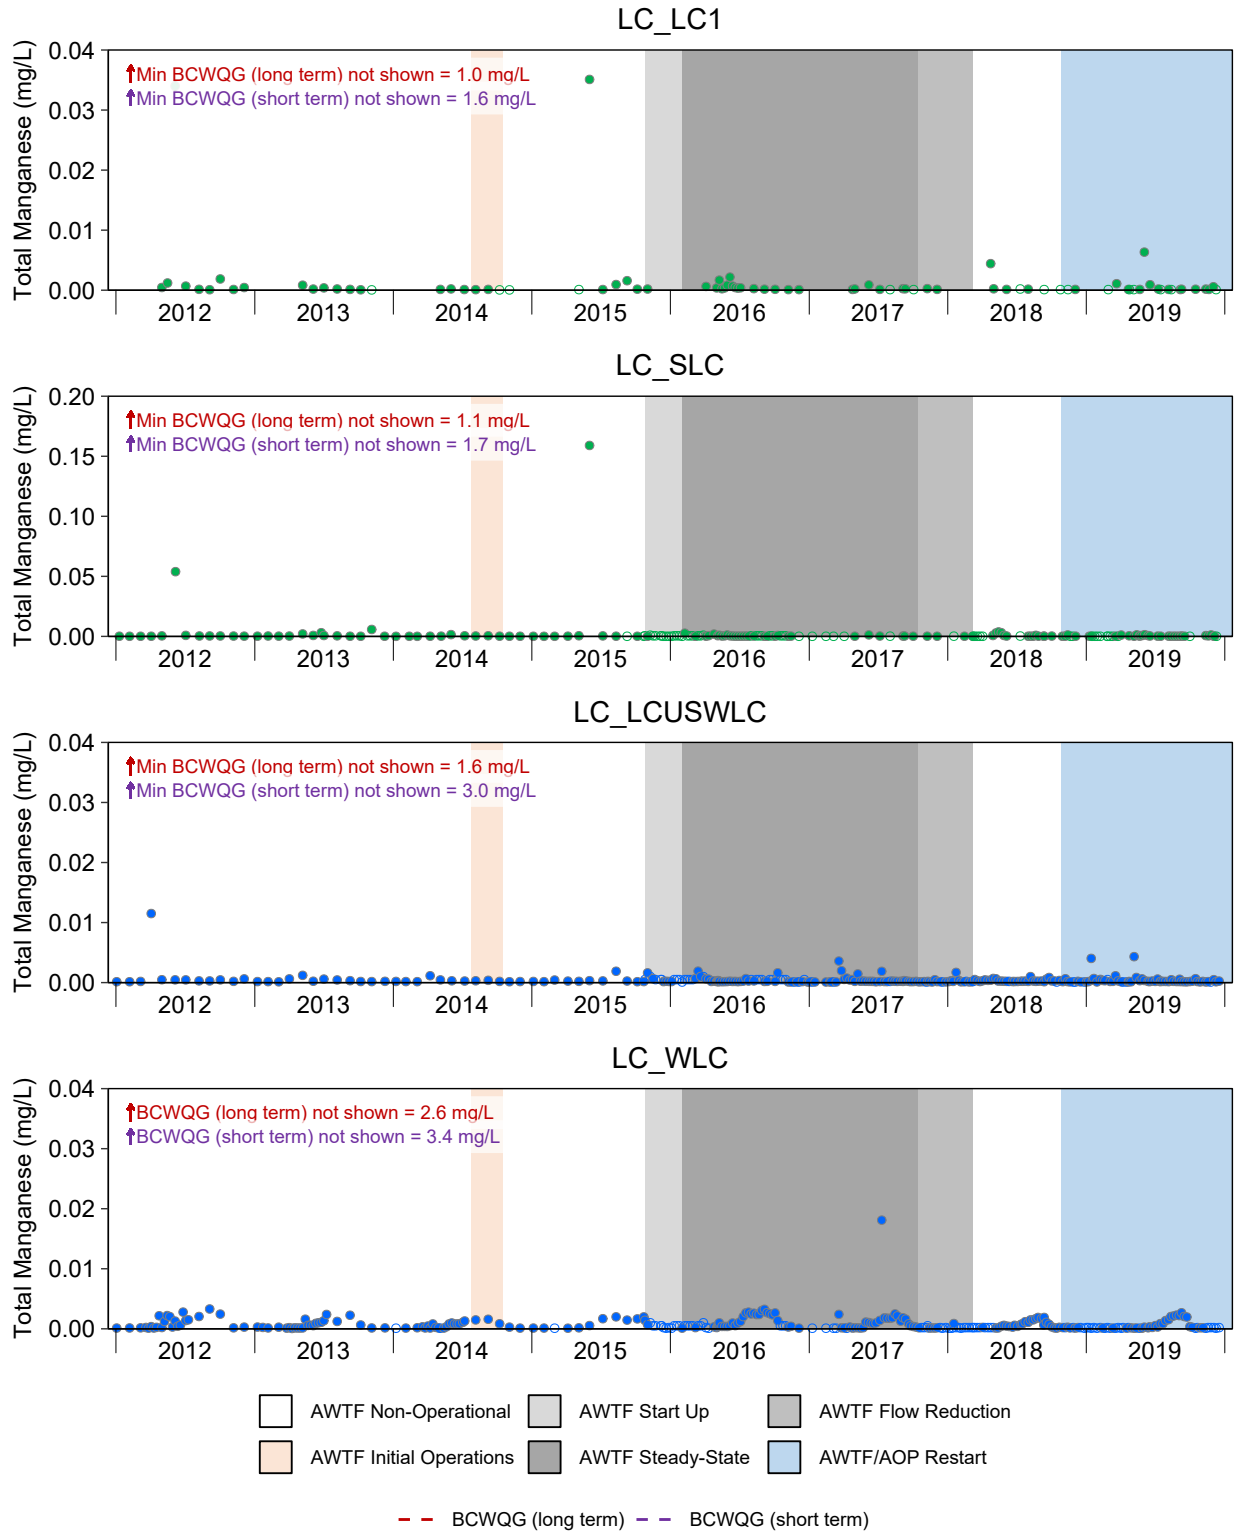 LC_LC1
Total Manganese (mg/L)
0.04
0.03
0.02
0.01
0.00
Min BCWQG (long term) not shown = 1.0 mg/L
Min BCWQG (short term) not shown = 1.6 mg/L
2012 2013 2014 2015 2016 2017 2018 2019
LC_SLC
Total Manganese (mg/L)
0.20
0.15
0.10
0.05
0.00
Min BCWQG (long term) not shown = 1.1 mg/L
Min BCWQG (short term) not shown = 1.7 mg/L
2012 2013 2014 2015 2016 2017 2018 2019
LC_LCUSWLC
Total Manganese (mg/L)
0.04
0.03
0.02
0.01
0.00
Min BCWQG (long term) not shown = 1.6 mg/L
Min BCWQG (short term) not shown = 3.0 mg/L
2012 2013 2014 2015 2016 2017 2018 2019
LC_WLC
Total Manganese (mg/L)
0.04
0.03
0.02
0.01
0.00
BCWQG (long term) not shown = 2.6 mg/L
BCWQG (short term) not shown = 3.4 mg/L
2012 2013 2014 2015 2016 2017 2018 2019
AWTF Non-Operational AWTF Start Up AWTF Flow Reduction
AWTF Initial Operations AWTF Steady-State AWTF/AOP Restart
BCWQG (long term) BCWQG (short term)